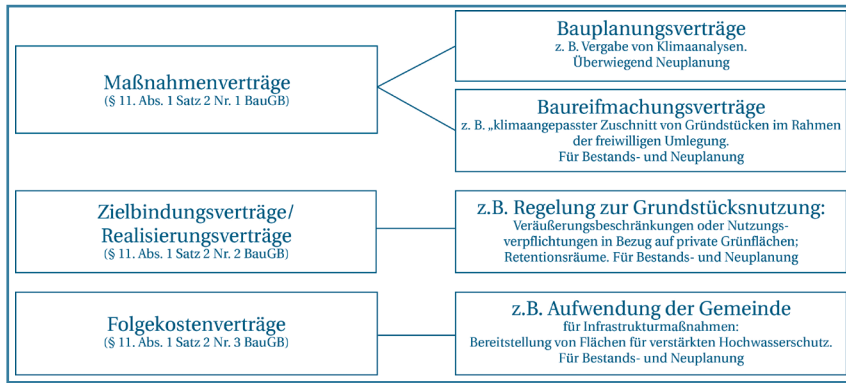 Maßnahmenverträge
(§ 11. Abs. 1 Satz 2 Nr. 1 BauGB)
Bauplanungsverträge
z. B. Vergabe von Klimaanalysen.
Überwiegend Neuplanung
Baureifmachungsverträge
z. B. „klimaangepasster Zuschnitt von Gründstücken im Rahmen
der freiwilligen Umlegung.
Für Bestands- und Neuplanung
Zielbindungsverträge/
Realisierungsverträge
(§ 11. Abs. 1 Satz 2 Nr. 2 BauGB)
z.B. Regelung zur Grundstücksnutzung:
Veräußerungsbeschränkungen oder Nutzungs-
verpflichtungen in Bezug auf private Grünflächen;
Retentionsräume. Für Bestands- und Neuplanung
Folgekostenverträge
(§ 11. Abs. 1 Satz 2 Nr. 3 BauGB)
z.B. Aufwendung der Gemeinde
für Infrastrukturmaßnahmen:
Bereitstellung von Flächen für verstärkten Hochwasserschutz.
Für Bestands- und Neuplanung